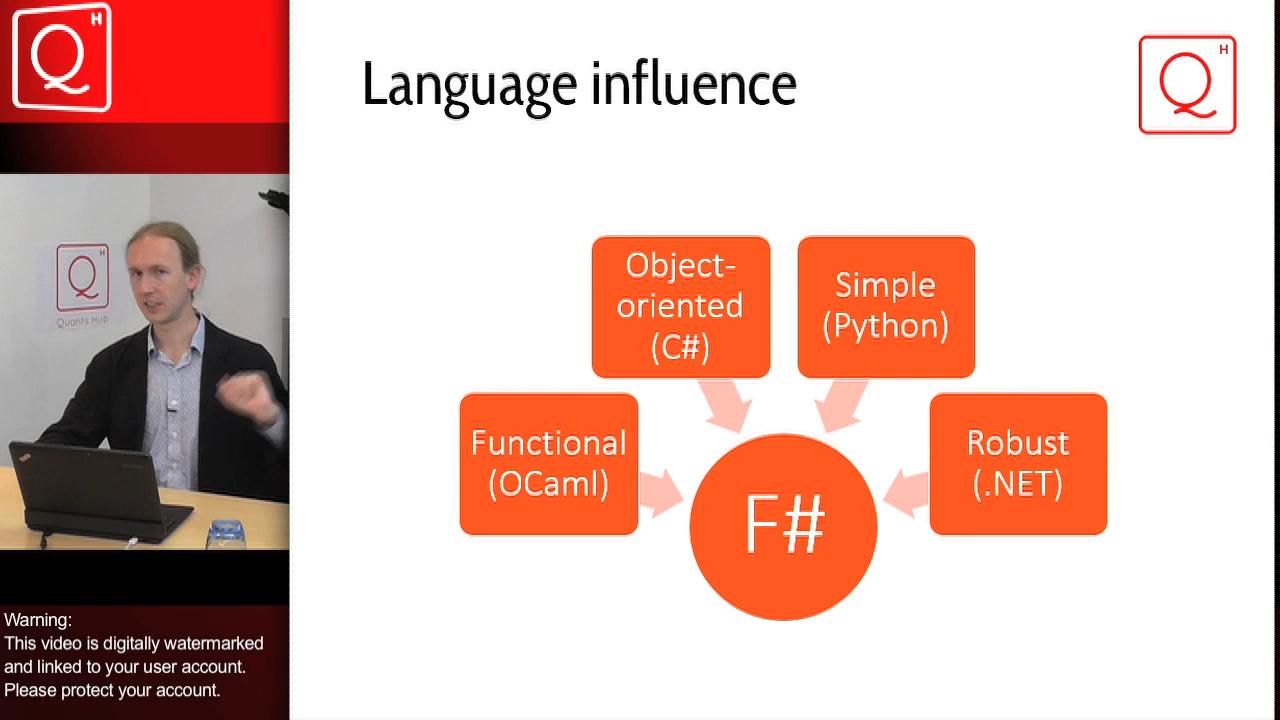 Q H
Language influence
Q H
Object-
oriented
(C#)
Simple
(Python)
Functional
(OCaml)
Robust
(.NET)
F#
Q H
Quants Hub
Warning:
This video is digitally watermarked
and linked to your user account.
Please protect your account.